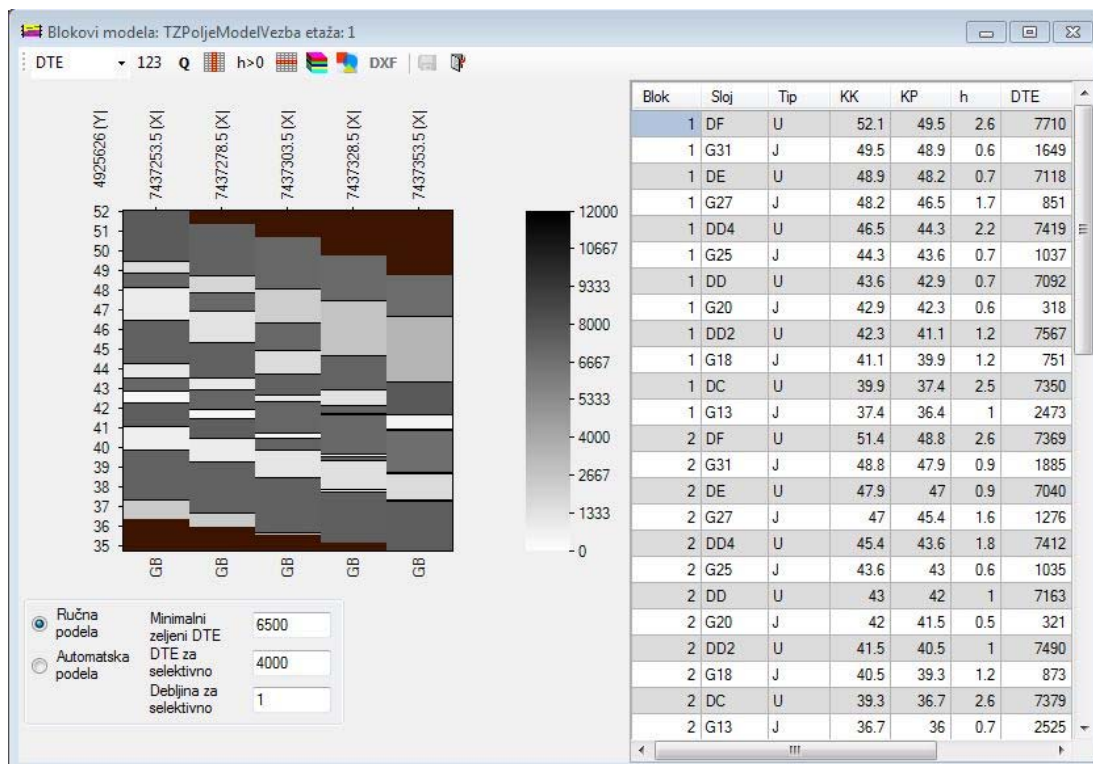 Blokovi modela: TZPoljeModelVezba etaža: 1
DTE 123 Q h>0 DXF
4925626 [Y]
7437253.5 [X]
7437278.5 [X]
7437303.5 [X]
7437328.5 [X]
7437353.5 [X]
52
51
50
49
48
47
46
45
44
43
42
41
40
39
38
37
36
35
GB GB GB GB GB
12000
10667
9333
8000
6667
5333
4000
2667
1333
0
Ručna podela
Automatska podela
Minimalni zeljeni DTE 6500
DTE za selektivno 4000
Debljina za selektivno 1
Blok Sloj Tip KK KP h DTE
1 DF U 52.1 49.5 2.6 7710
1 G31 J 49.5 48.9 0.6 1649
1 DE U 48.9 48.2 0.7 7118
1 G27 J 48.2 46.5 1.7 851
1 DD4 U 46.5 44.3 2.2 7419
1 G25 J 44.3 43.6 0.7 1037
1 DD U 43.6 42.9 0.7 7092
1 G20 J 42.9 42.3 0.6 318
1 DD2 U 42.3 41.1 1.2 7567
1 G18 J 41.1 39.9 1.2 751
1 DC U 39.9 37.4 2.5 7350
1 G13 J 37.4 36.4 1 2473
2 DF U 51.4 48.8 2.6 7369
2 G31 J 48.8 47.9 0.9 1885
2 DE U 47.9 47 0.9 7040
2 G27 J 47 45.4 1.6 1276
2 DD4 U 45.4 43.6 1.8 7412
2 G25 J 43.6 43 0.6 1035
2 DD U 43 42 1 7163
2 G20 J 42 41.5 0.5 321
2 DD2 U 41.5 40.5 1 7490
2 G18 J 40.5 39.3 1.2 873
2 DC U 39.3 36.7 2.6 7379
2 G13 J 36.7 36 0.7 2525